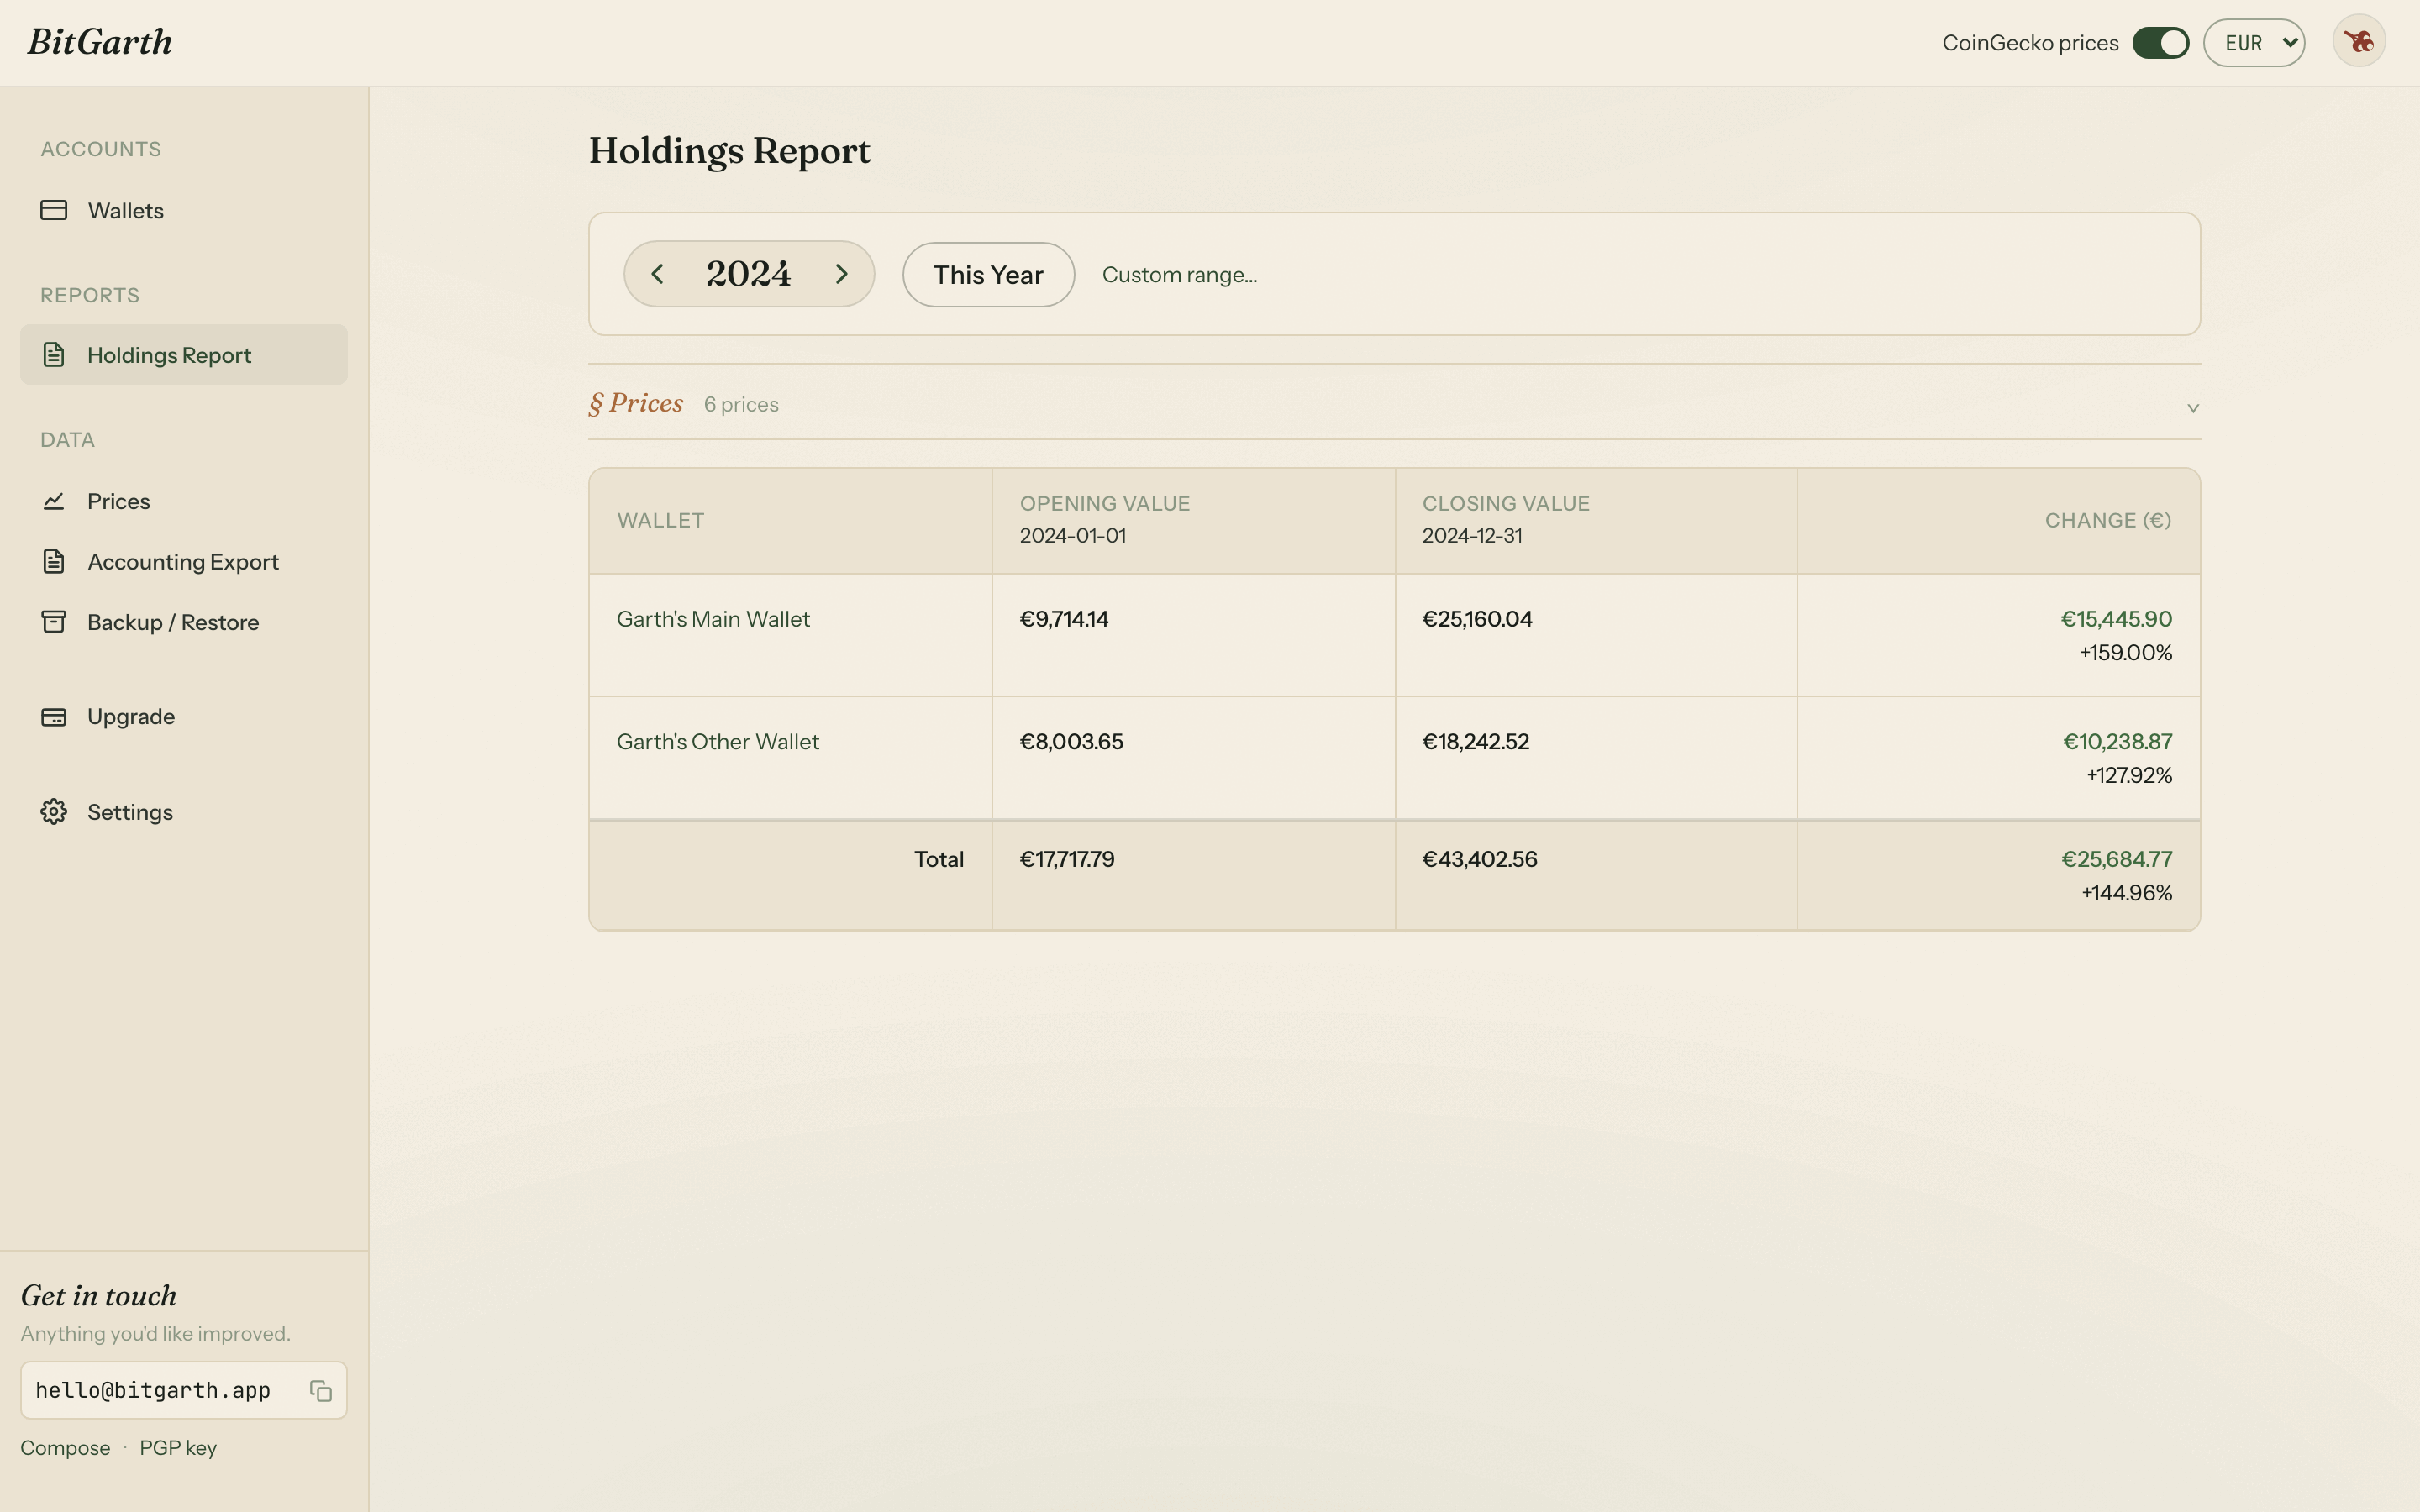 BitGarth
CoinGecko prices
EUR
ACCOUNTS
Wallets
REPORTS
Holdings Report
DATA
Prices
Accounting Export
Backup / Restore
Upgrade
Settings
Get in touch
Anything you'd like improved.
hello@bitgarth.app
Compose · PGP key
Holdings Report
2024
This Year
Custom range...
§ Prices 6 prices
WALLET
OPENING VALUE
2024-01-01
CLOSING VALUE
2024-12-31
CHANGE (€)
Garth's Main Wallet €9,714.14 €25,160.04 €15,445.90
+159.00%
Garth's Other Wallet €8,003.65 €18,242.52 €10,238.87
+127.92%
Total €17,717.79 €43,402.56 €25,684.77
+144.96%